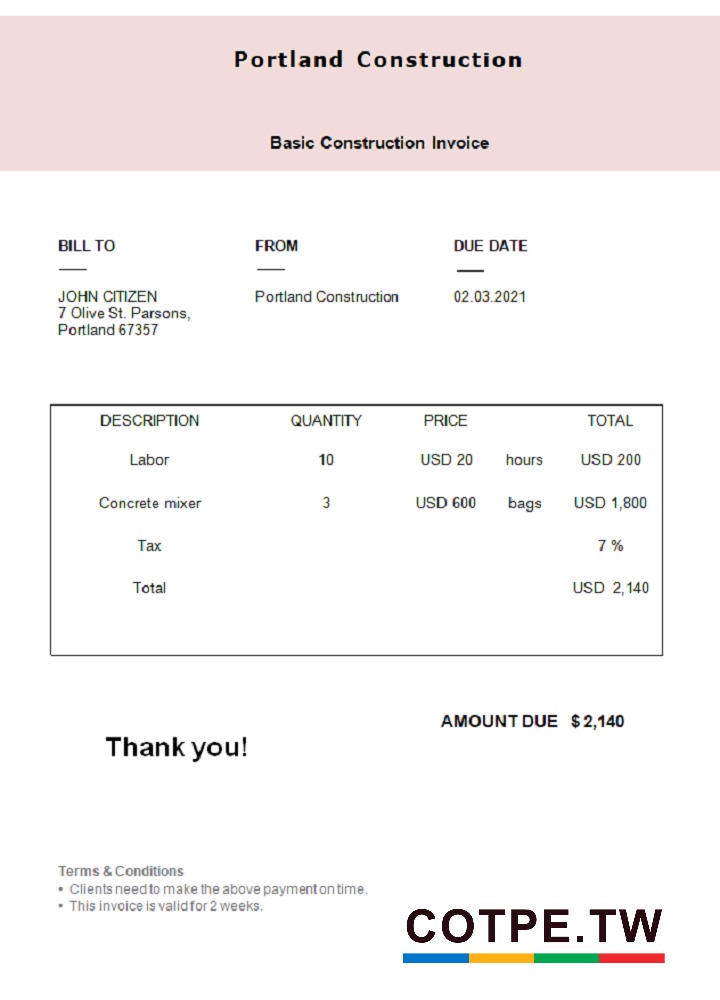 Portland Construction
Basic Construction Invoice
BILL TO FROM DUE DATE
JOHN CITIZEN Portland Construction 02.03.2021
7 Olive St. Parsons,
Portland 67357
DESCRIPTION QUANTITY PRICE TOTAL
Labor 10 USD 20 hours USD 200
Concrete mixer 3 USD 600 bags USD 1,800
Tax 7 %
Total USD 2,140
AMOUNT DUE $ 2,140
Thank you!
Terms & Conditions
• Clients need to make the above payment on time.
• This invoice is valid for 2 weeks.
COTPE.TW